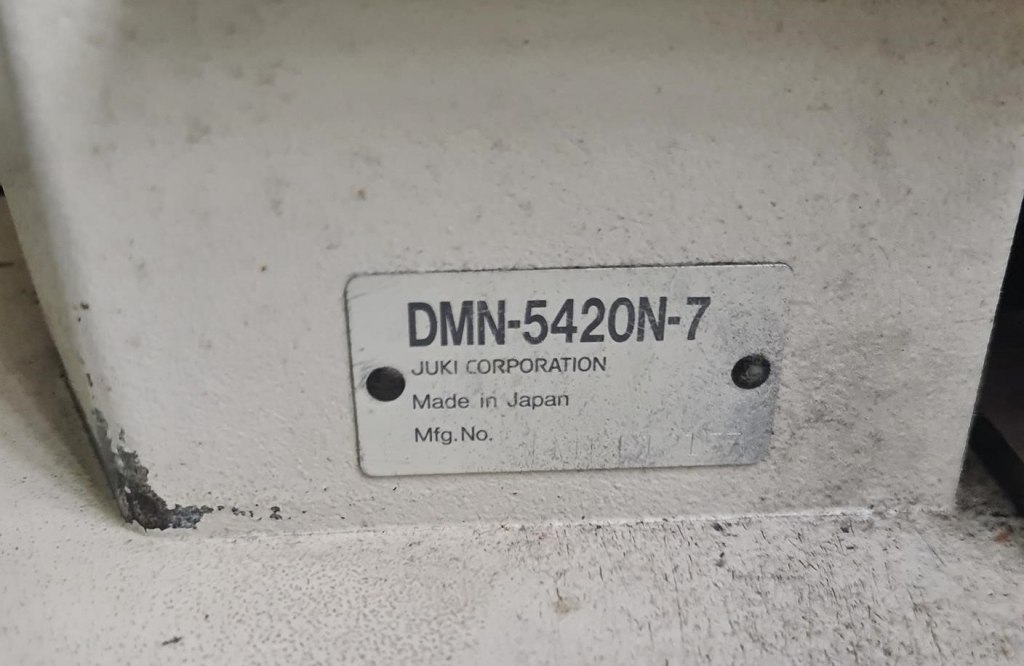 DMN-5420N-7
JUKI CORPORATION
Made in Japan
Mfg.No.